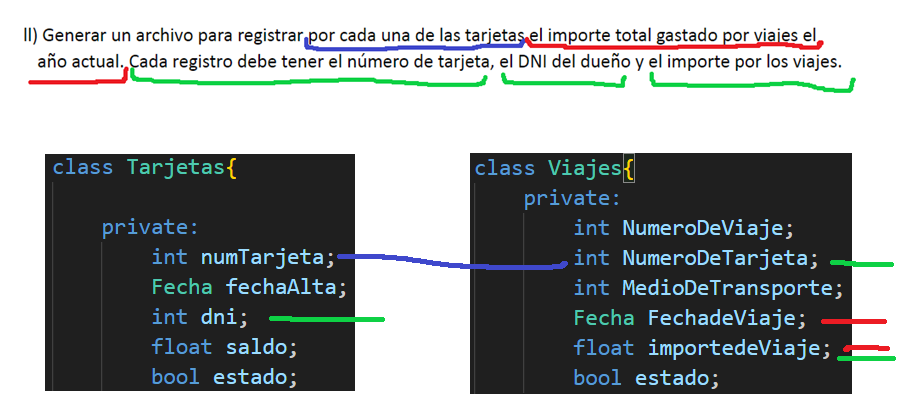 II) Generar un archivo para registrar por cada una de las tarjetas el importe total gastado por viajes el
año actual. Cada registro debe tener el número de tarjeta, el DNI del dueño y el importe por los viajes.
class Tarjetas{
private:
int numTarjeta;
Fecha fechaAlta;
int dni;
float saldo;
bool estado;
class Viajes{
private:
int NumeroDeViaje;
int NumeroDeTarjeta;
int MedioDeTransporte;
Fecha FechadeViaje;
float importedeViaje;
bool estado;